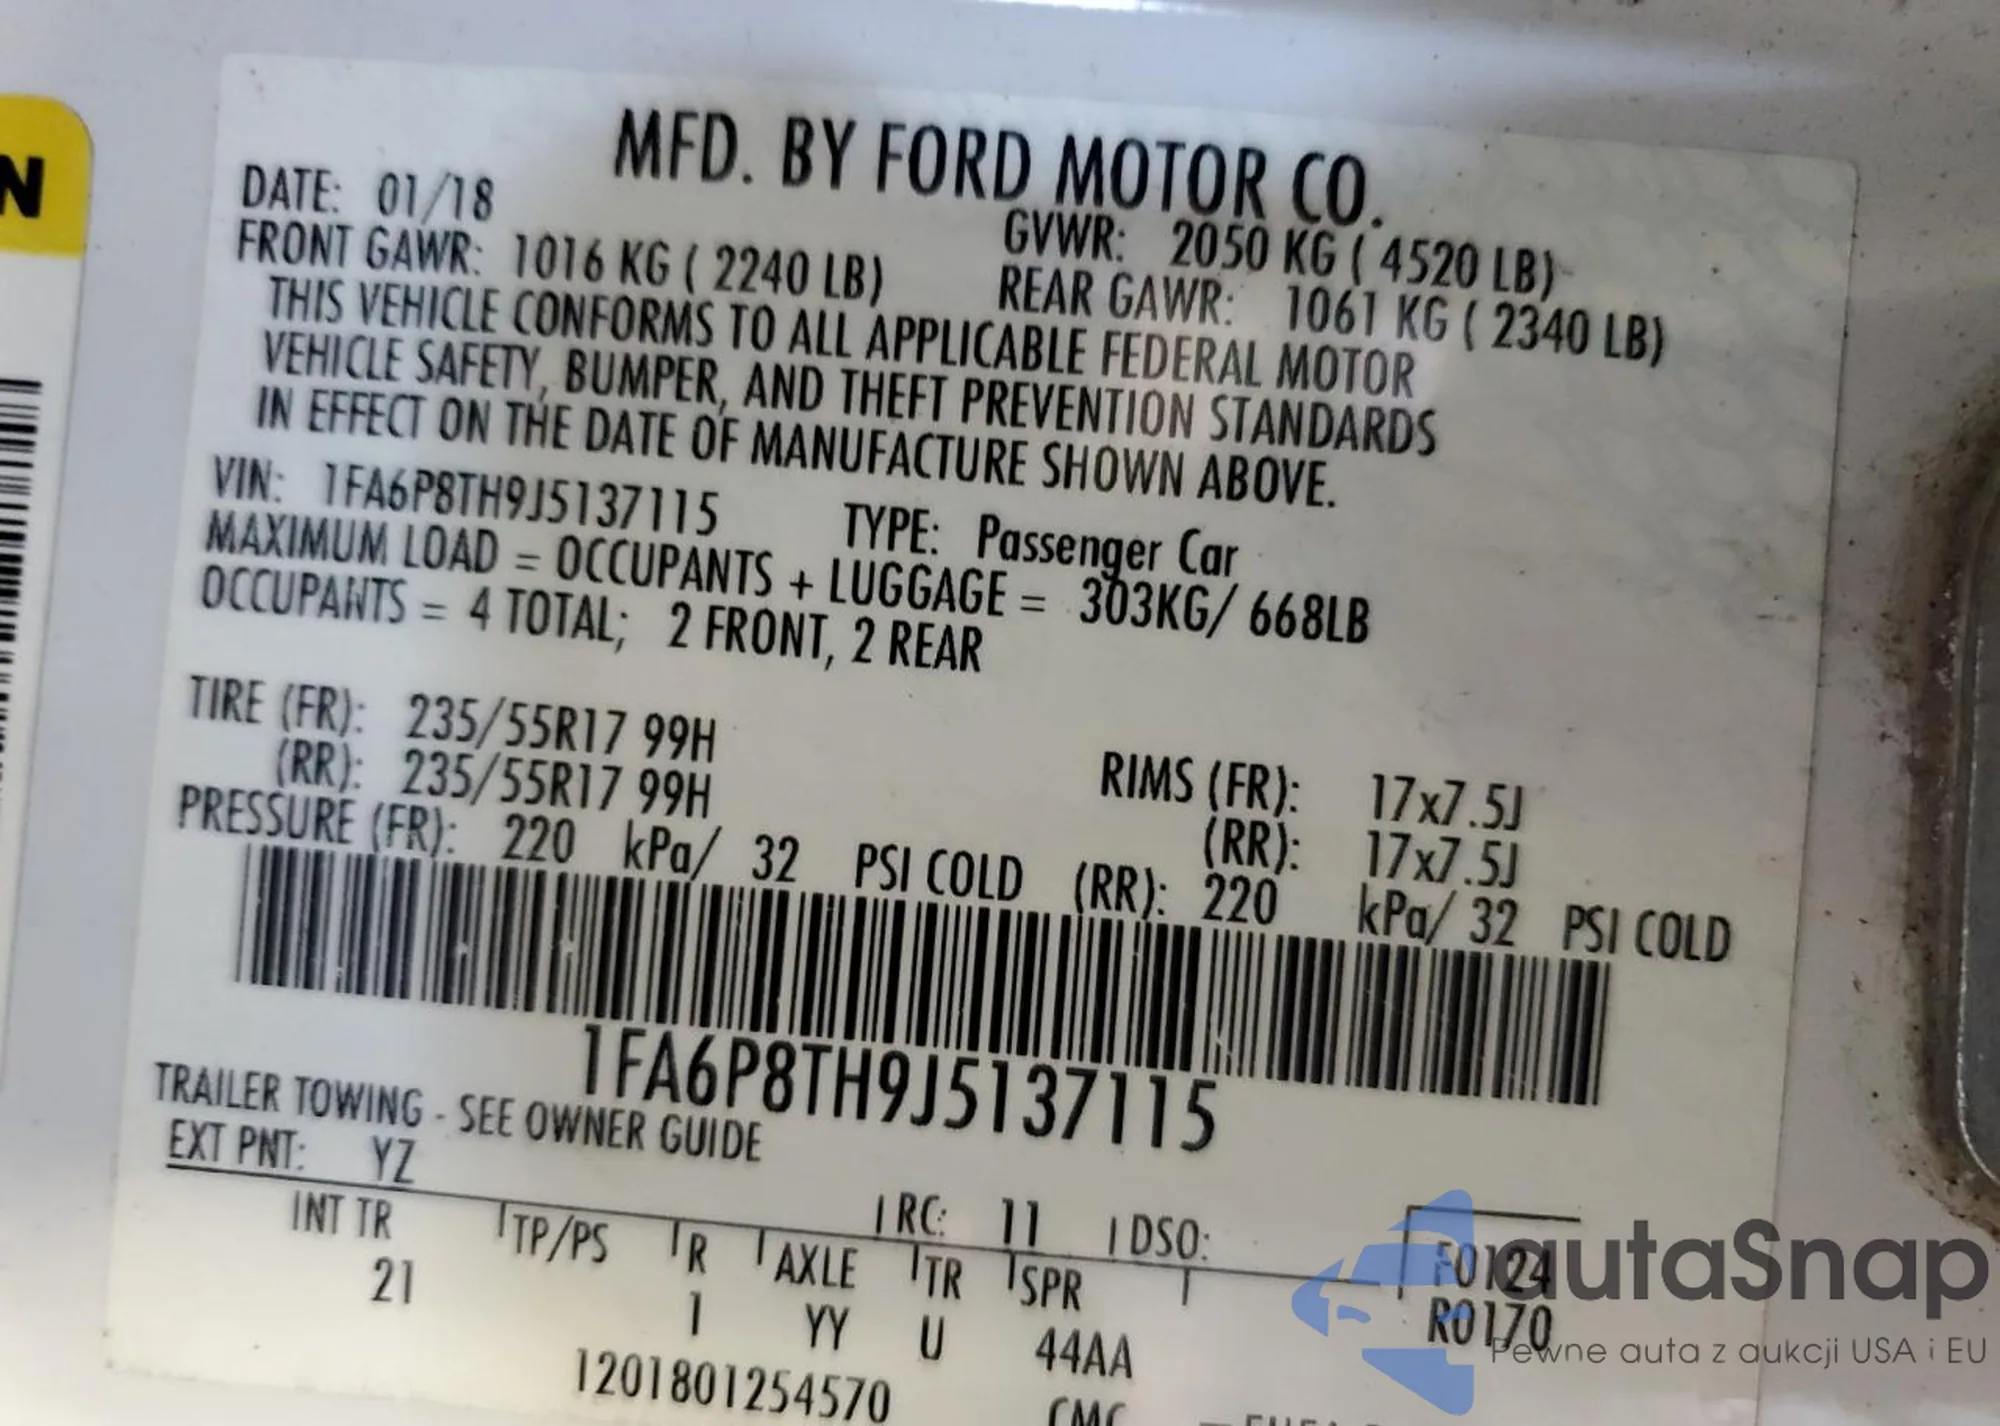 N
MFD. BY FORD MOTOR CO.
DATE: 01/18
GVWR: 2050 KG ( 4520 LB)
FRONT GAWR: 1016 KG ( 2240 LB)
REAR GAWR: 1061 KG ( 2340 LB)
THIS VEHICLE CONFORMS TO ALL APPLICABLE FEDERAL MOTOR
VEHICLE SAFETY, BUMPER, AND THEFT PREVENTION STANDARDS
IN EFFECT ON THE DATE OF MANUFACTURE SHOWN ABOVE.
VIN: 1FA6P8TH9J5137115 TYPE: Passenger Car
MAXIMUM LOAD = OCCUPANTS + LUGGAGE = 303KG/ 668LB
OCCUPANTS = 4 TOTAL; 2 FRONT, 2 REAR
TIRE (FR): 235/55R17 99H RIMS (FR): 17x7.5J
(RR): 235/55R17 99H (RR): 17x7.5J
PRESSURE (FR): 220 kPa/ 32 PSI COLD (RR): 220 kPa/ 32 PSI COLD
1FA6P8TH9J5137115
TRAILER TOWING - SEE OWNER GUIDE
EXT PNT: YZ RC: 11 DSO: F0124
INT TR TP/PS R AXLE TR SPR R0170
21 1 YY U 44AA
1201801254570
CMC
autaSnap
Pewne auta z aukcji USA i EU